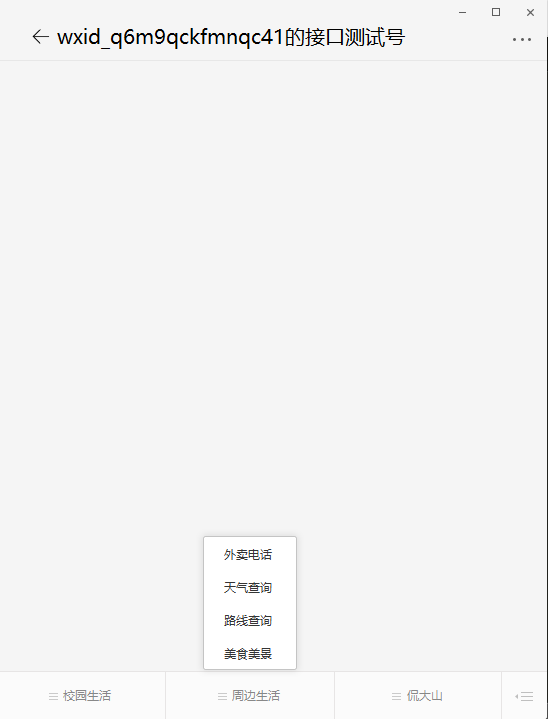 wxid_q6m9qckfmnqc41的接口测试号
外卖电话
天气查询
路线查询
美食美景
校园生活
周边生活
侃大山